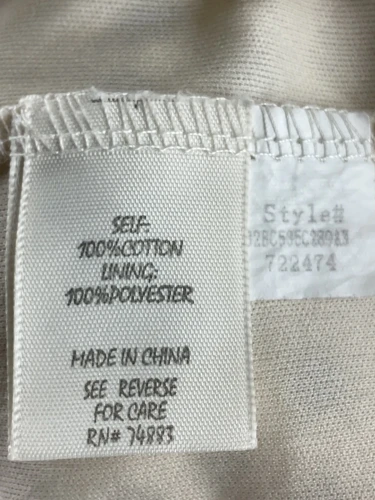 SELF:
100%COTTON
LINING:
100%POLYESTER
MADE IN CHINA
SEE REVERSE
FOR CARE
RN# 74883
Style#
722474